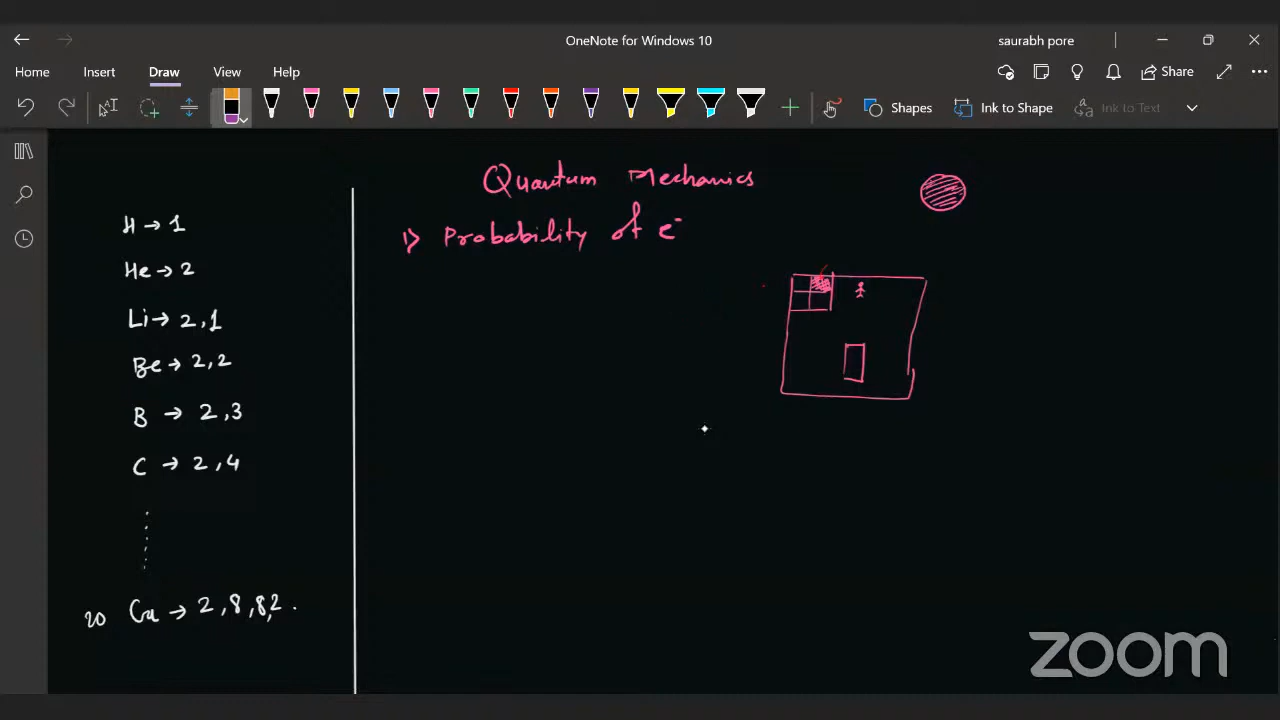 OneNote for Windows 10
saurabh pore
Home Insert Draw View Help
Share
Shapes Ink to Shape Ink to Text
Quantum Mechanics
1) Probability of e-
H → 1
He → 2
Li → 2,1
Be → 2,2
B → 2,3
C → 2,4
20 Ca → 2,8,8,2.
zoom